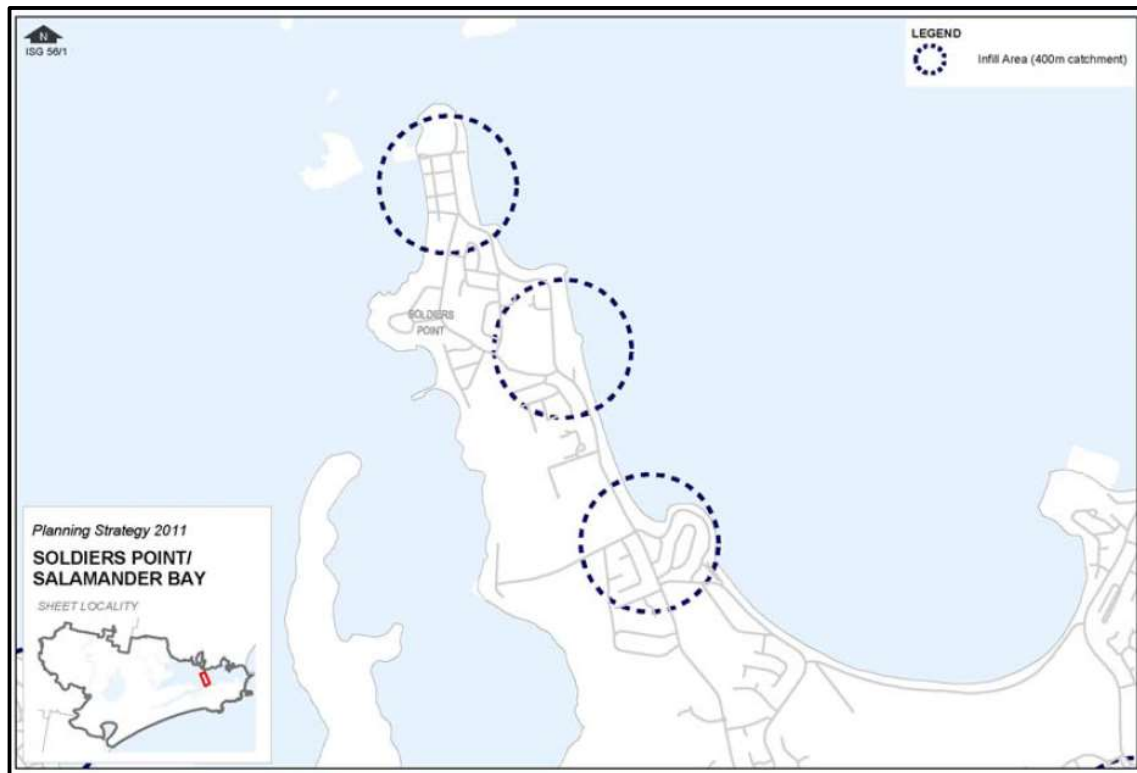 N
ISG 56/1
LEGEND
Infill Area (400m catchment)
SOLDIERS
POINT
Planning Strategy 2011
SOLDIERS POINT/
SALAMANDER BAY
SHEET LOCALITY